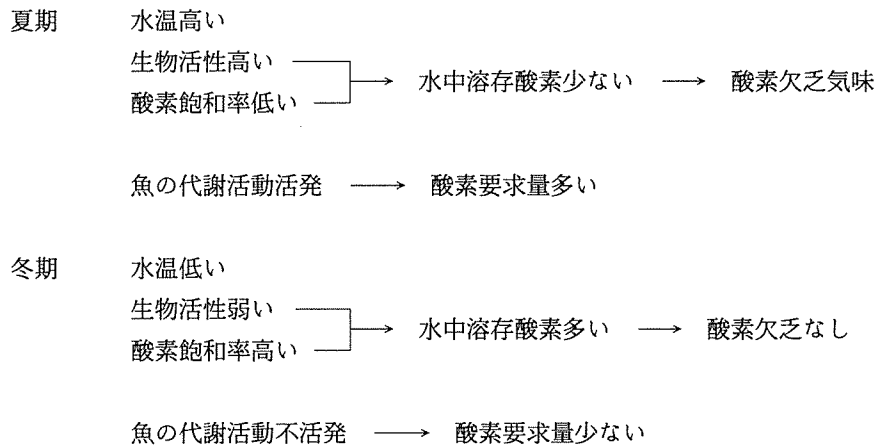 夏期 水温高い
生物活性高い
酸素飽和率低い
水中溶存酸素少ない
酸素欠乏気味
魚の代謝活動活発 酸素要求量多い
冬期 水温低い
生物活性弱い
酸素飽和率高い
水中溶存酸素多い
酸素欠乏なし
魚の代謝活動不活発 酸素要求量少ない